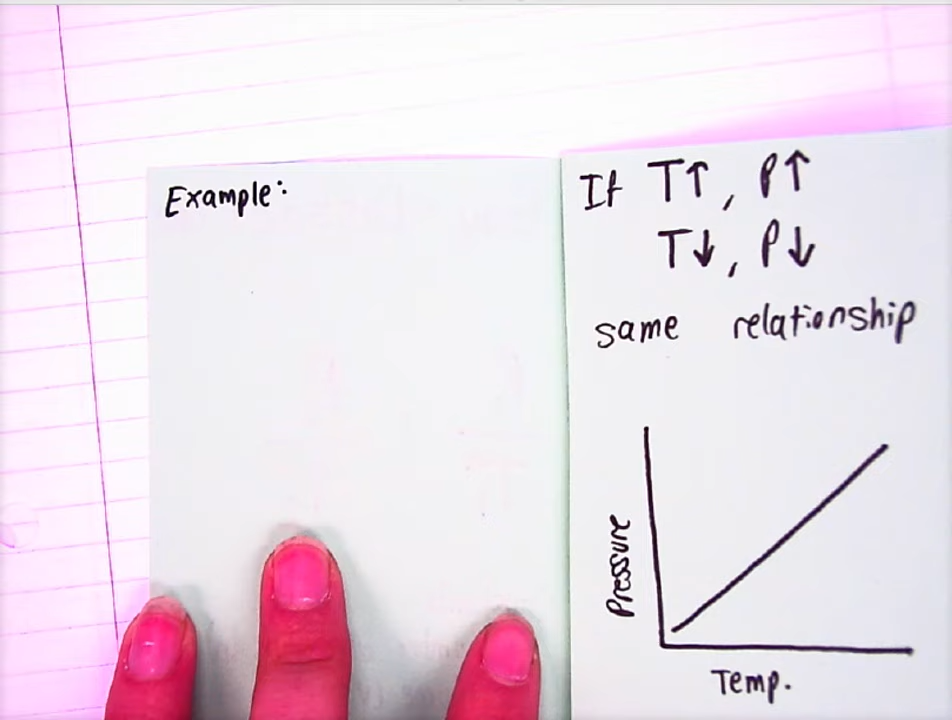 Example:
If T↑, P↑
T↓, P↓
same relationship
Pressure
Temp.